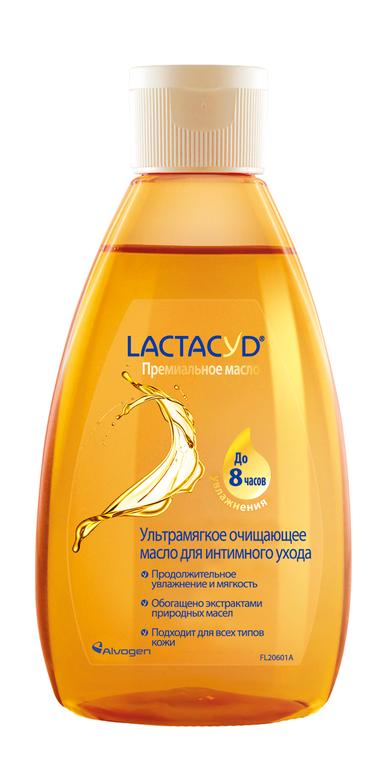 LACTACYD®
Премиальное масло
До
8 часов
увлажнения
Ультрамягкое очищающее
масло для интимного ухода
Продолжительное
увлажнение и мягкость
Обогащено экстрактами
природных масел
Подходит для всех типов
кожи
Alvogen
FL20601A